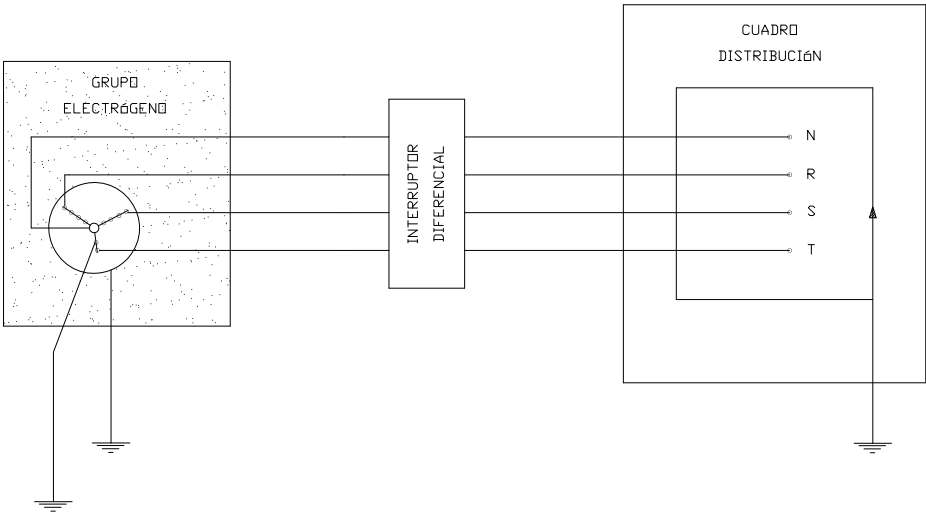 GRUPO
ELECTRóGENO
INTERRUPTOR
DIFERENCIAL
CUADRO
DISTRIBUCIóN
N
R
S
T